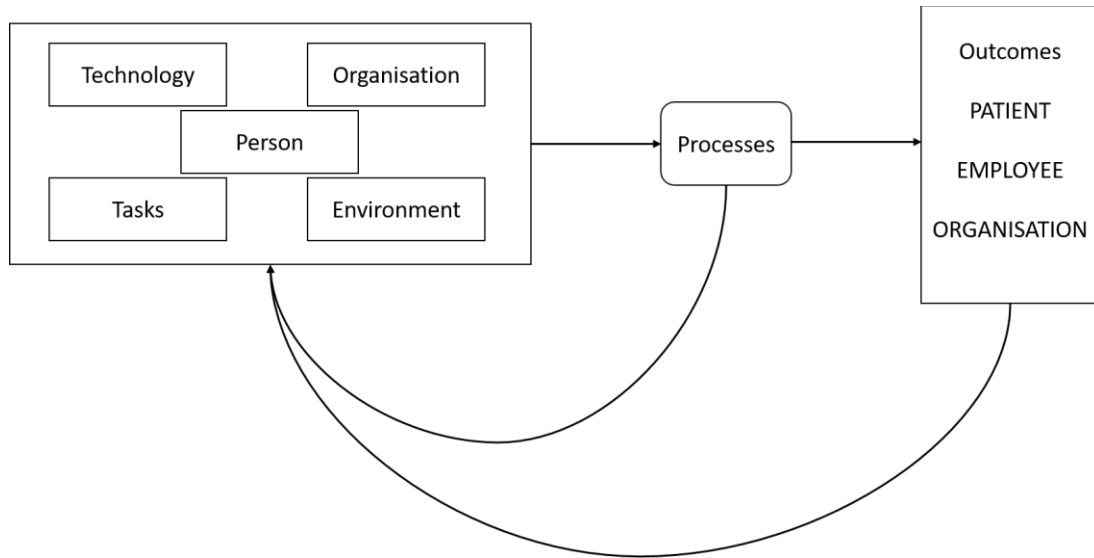 Technology
Organisation
Person
Tasks
Environment
Processes
Outcomes
PATIENT
EMPLOYEE
ORGANISATION